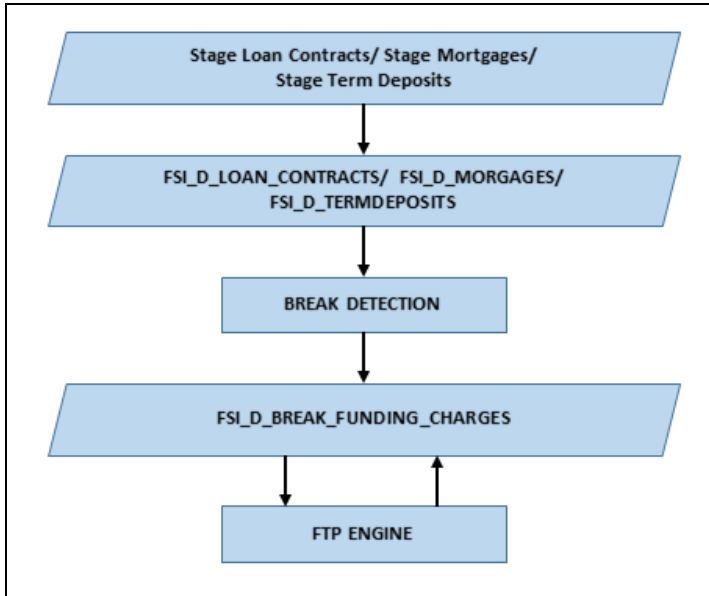 Stage Loan Contracts/ Stage Mortgages/
Stage Term Deposits
FSI_D_LOAN_CONTRACTS/ FSI_D_MORGAGES/
FSI_D_TERMDEPOSITS
BREAK DETECTION
FSI_D_BREAK_FUNDING_CHARGES
FTP ENGINE